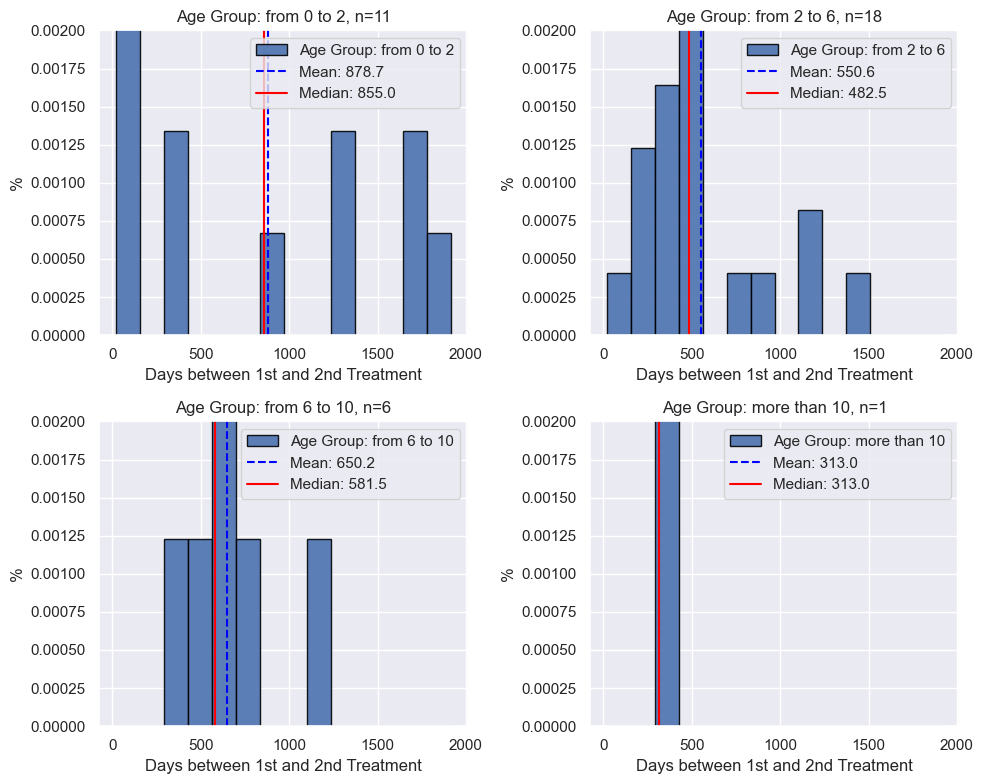 Age Group: from 0 to 2, n=11
0.00200
0.00175
0.00150
0.00125
0.00100
0.00075
0.00050
0.00025
0.00000
%
Age Group: from 0 to 2
Mean: 878.7
Median: 855.0
0 500 1000 1500 2000
Days between 1st and 2nd Treatment
Age Group: from 2 to 6, n=18
0.00200
0.00175
0.00150
0.00125
0.00100
0.00075
0.00050
0.00025
0.00000
%
Age Group: from 2 to 6
Mean: 550.6
Median: 482.5
0 500 1000 1500 2000
Days between 1st and 2nd Treatment
Age Group: from 6 to 10, n=6
0.00200
0.00175
0.00150
0.00125
0.00100
0.00075
0.00050
0.00025
0.00000
%
Age Group: from 6 to 10
Mean: 650.2
Median: 581.5
0 500 1000 1500 2000
Days between 1st and 2nd Treatment
Age Group: more than 10, n=1
0.00200
0.00175
0.00150
0.00125
0.00100
0.00075
0.00050
0.00025
0.00000
%
Age Group: more than 10
Mean: 313.0
Median: 313.0
0 500 1000 1500 2000
Days between 1st and 2nd Treatment